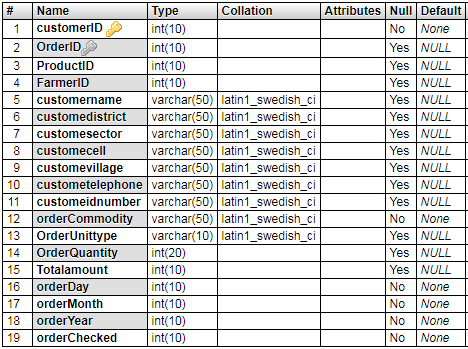 # Name Type Collation Attributes Null Default
1 customerID int(10) No None
2 OrderID int(10) Yes NULL
3 ProductID int(10) Yes NULL
4 FarmerID int(10) Yes NULL
5 customername varchar(50) latin1_swedish_ci Yes NULL
6 customedistrict varchar(50) latin1_swedish_ci Yes NULL
7 customesector varchar(50) latin1_swedish_ci Yes NULL
8 customecell varchar(50) latin1_swedish_ci Yes NULL
9 customevillage varchar(50) latin1_swedish_ci Yes NULL
10 custometelephone varchar(50) latin1_swedish_ci Yes NULL
11 customeidnumber varchar(50) latin1_swedish_ci Yes NULL
12 orderCommodity varchar(50) latin1_swedish_ci No None
13 OrderUnittype varchar(10) latin1_swedish_ci Yes NULL
14 OrderQuantity int(20) Yes NULL
15 Totalamount int(10) Yes NULL
16 orderDay int(10) No None
17 orderMonth int(10) No None
18 orderYear int(10) No None
19 orderChecked int(10) No None